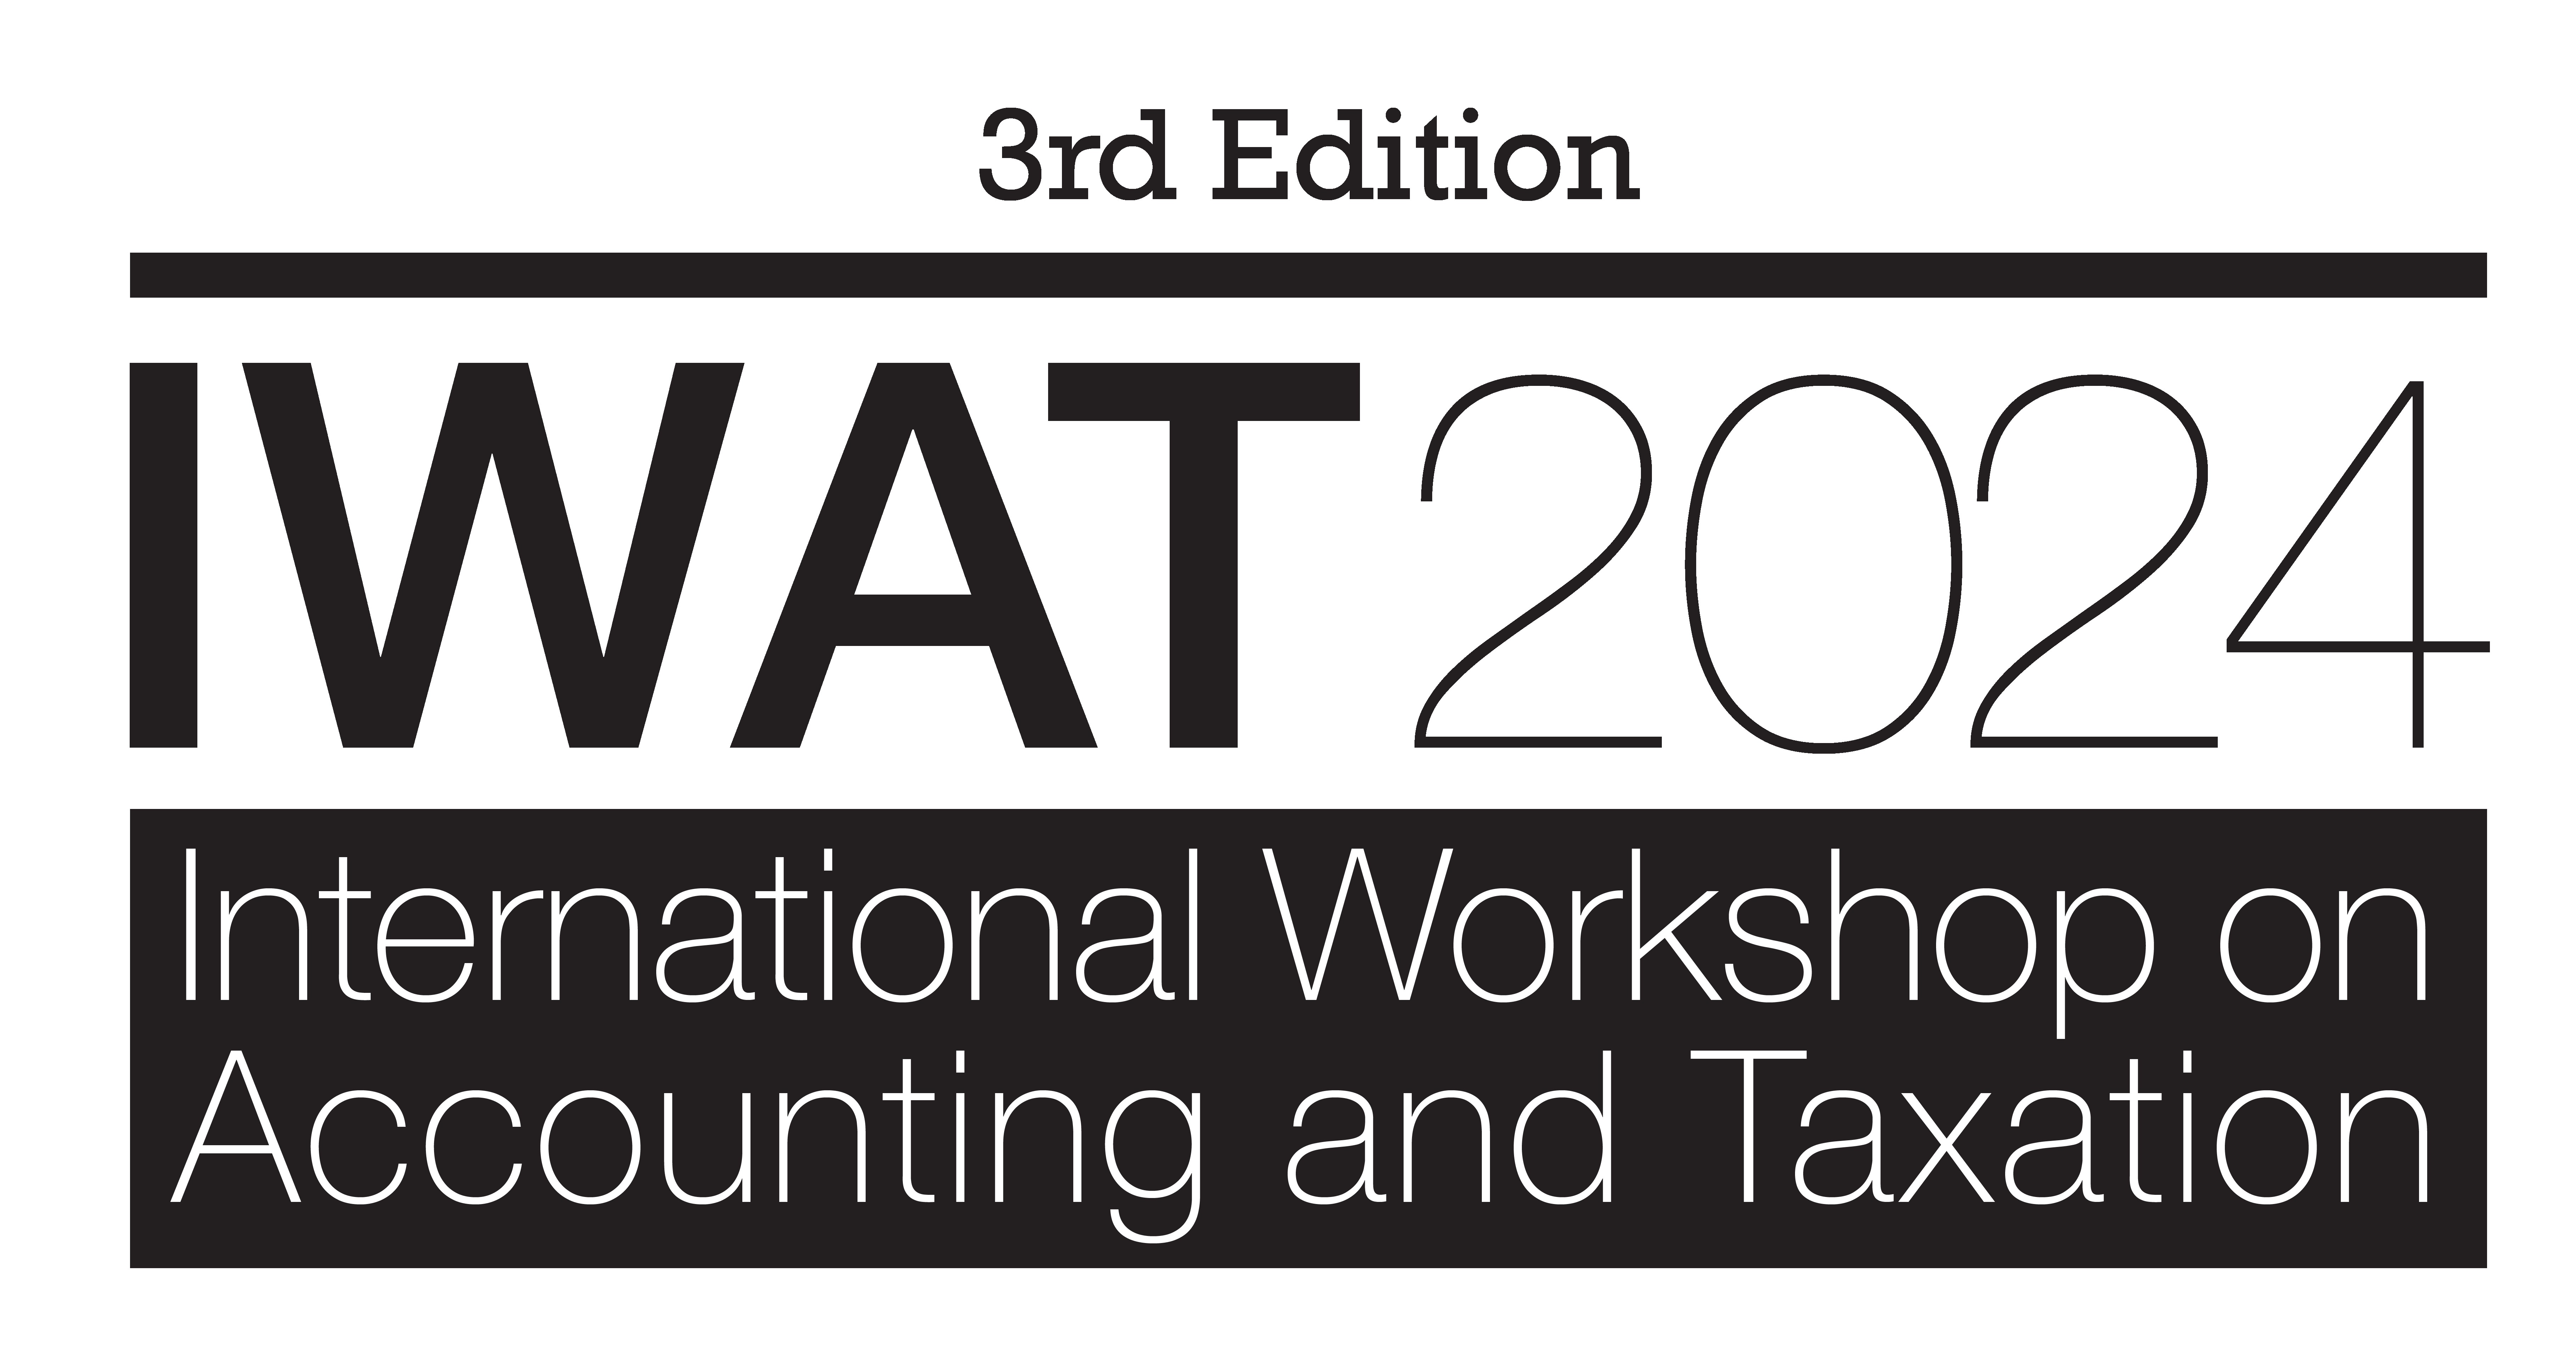 3rd Edition
IWAT2024
International Workshop on
Accounting and Taxation